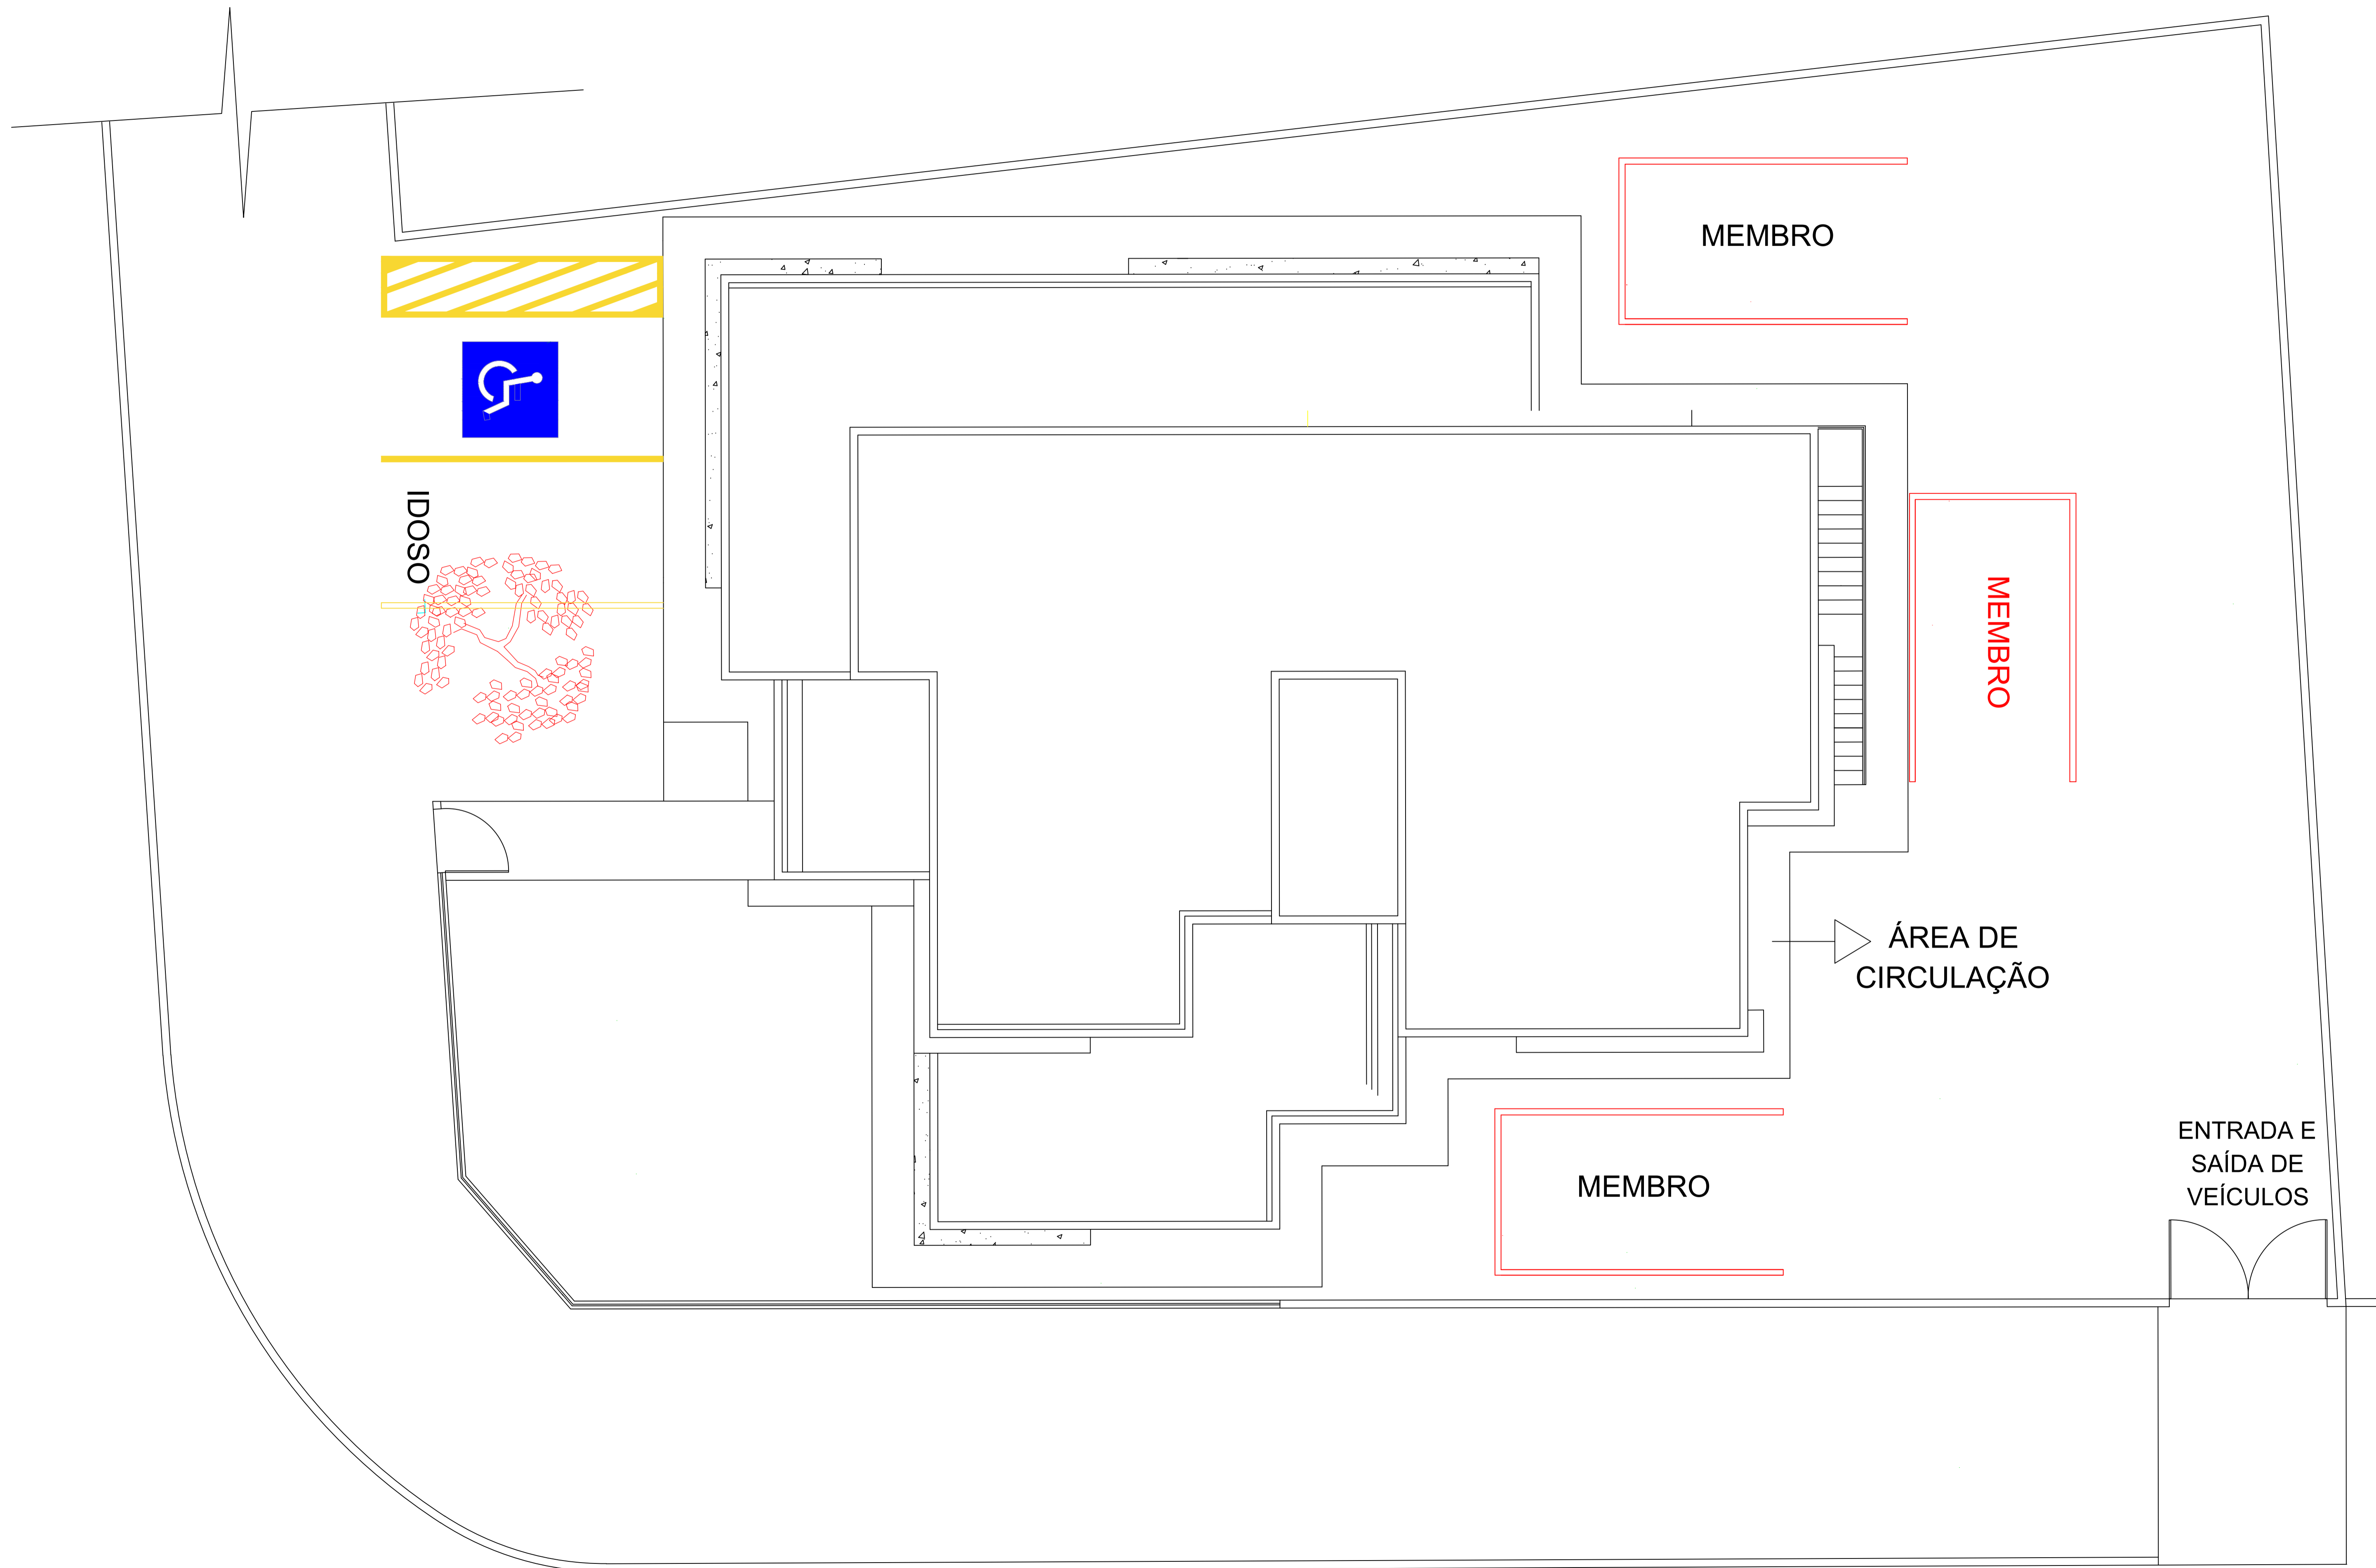 MEMBRO
IDOSO
MEMBRO
ÁREA DE
CIRCULAÇÃO
ENTRADA E
SAÍDA DE
VEÍCULOS
MEMBRO